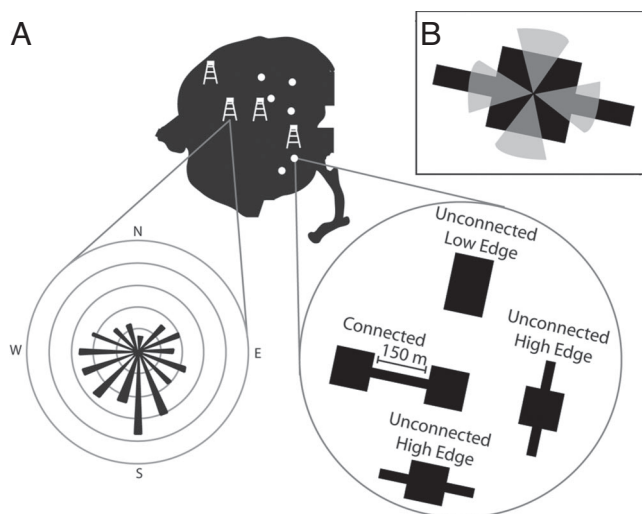 A
B
N
W
E
S
Unconnected
Low Edge
Unconnected
High Edge
Connected
150 m
Unconnected
High Edge